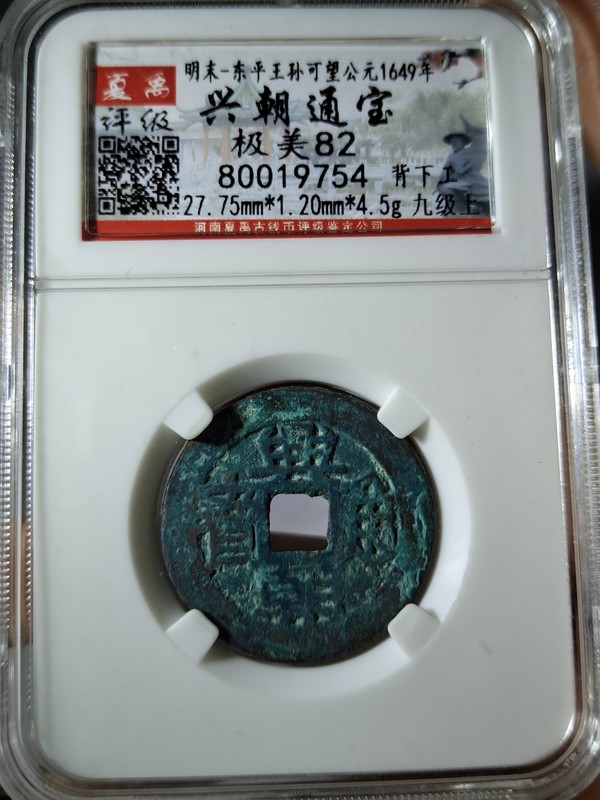 夏禹
评级
明末-东平王孙可望公元1649年
兴朝通宝
极美82
80019754 背下工
27.75mm*1.20mm*4.5g 九级上
河南夏禹古钱币评级鉴定公司
興朝通寶